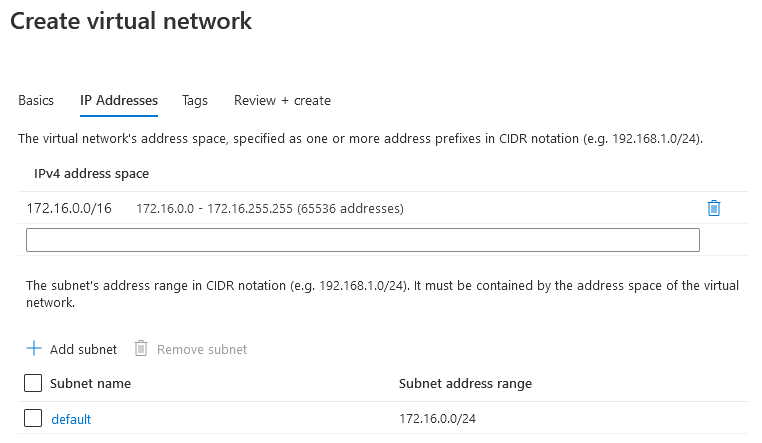 Create virtual network
Basics IP Addresses Tags Review + create
The virtual network's address space, specified as one or more address prefixes in CIDR notation (e.g. 192.168.1.0/24).
IPv4 address space
172.16.0.0/16 172.16.0.0 - 172.16.255.255 (65536 addresses)
The subnet's address range in CIDR notation (e.g. 192.168.1.0/24). It must be contained by the address space of the virtual
network.
Add subnet Remove subnet
Subnet name Subnet address range
default 172.16.0.0/24